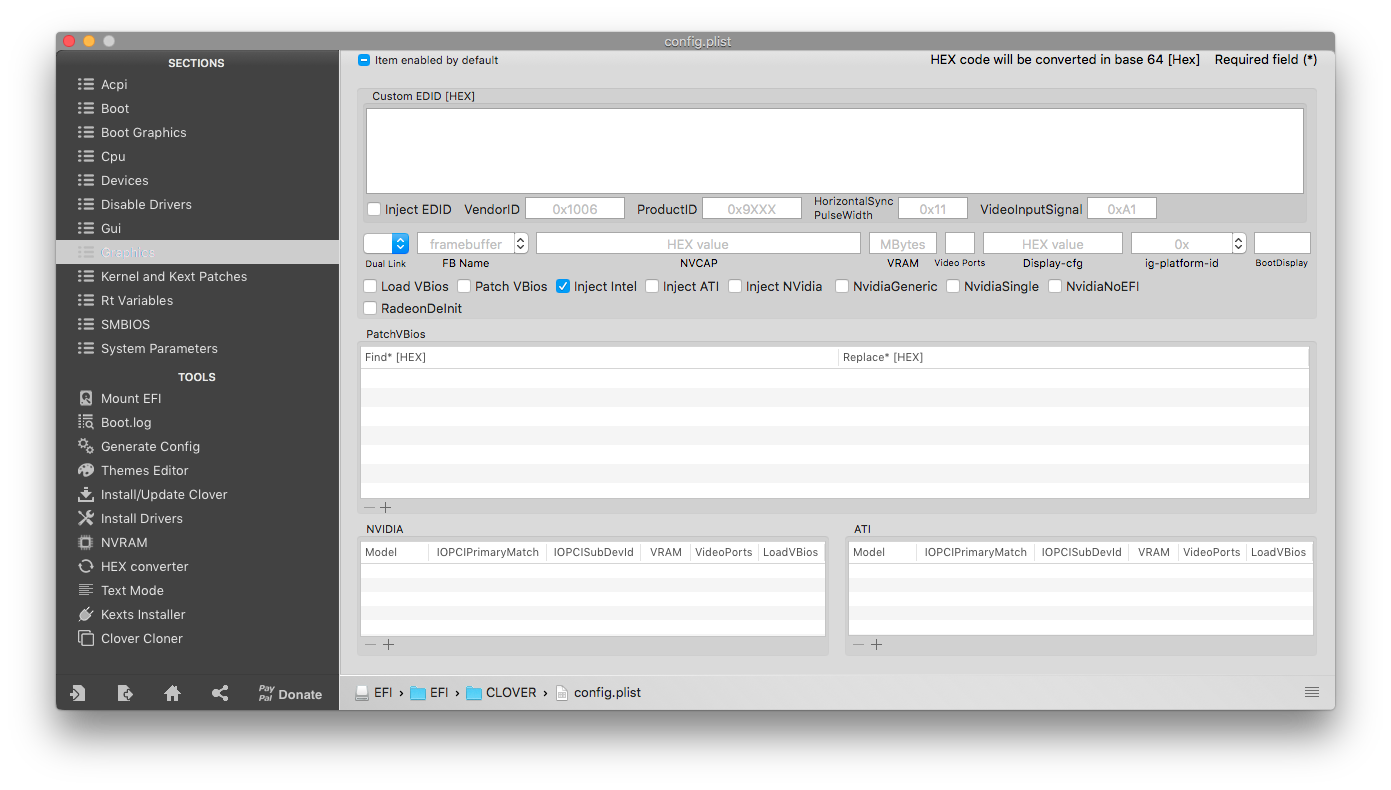 config.plist
SECTIONS
Acpi
Boot
Boot Graphics
Cpu
Devices
Disable Drivers
Gui
Graphics
Kernel and Kext Patches
Rt Variables
SMBIOS
System Parameters
TOOLS
Mount EFI
Boot.log
Generate Config
Themes Editor
Install/Update Clover
Install Drivers
NVRAM
HEX converter
Text Mode
Kexts Installer
Clover Cloner
Pay
Pal Donate
Item enabled by default
HEX code will be converted in base 64 [Hex] Required field (*)
Custom EDID [HEX]
Inject EDID VendorID 0x1006 ProductID 0x9XXX HorizontalSync
PulseWidth 0x11 VideoInputSignal 0xA1
framebuffer HEX value MBytes HEX value 0x
Dual Link FB Name NVCAP VRAM Video Ports Display-cfg ig-platform-id BootDisplay
Load VBios Patch VBios Inject Intel Inject ATI Inject NVidia NvidiaGeneric NvidiaSingle NvidiaNoEFI
RadeonDeInit
PatchVBios
Find* [HEX] Replace* [HEX]
NVIDIA
Model IOPCIPrimaryMatch IOPCISubDevId VRAM VideoPorts LoadVBios
ATI
Model IOPCIPrimaryMatch IOPCISubDevId VRAM VideoPorts LoadVBios
EFI › EFI › CLOVER › config.plist